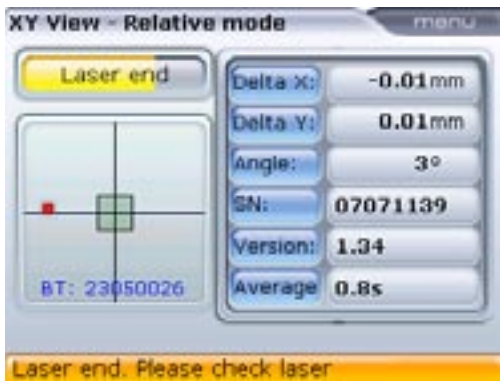 XY View - Relative mode menu
Laser end
Delta X: -0.01mm
Delta Y: 0.01mm
Angle: 3°
SN: 07071139
Version: 1.34
Average 0.8s
BT: 23050026
Laser end. Please check laser